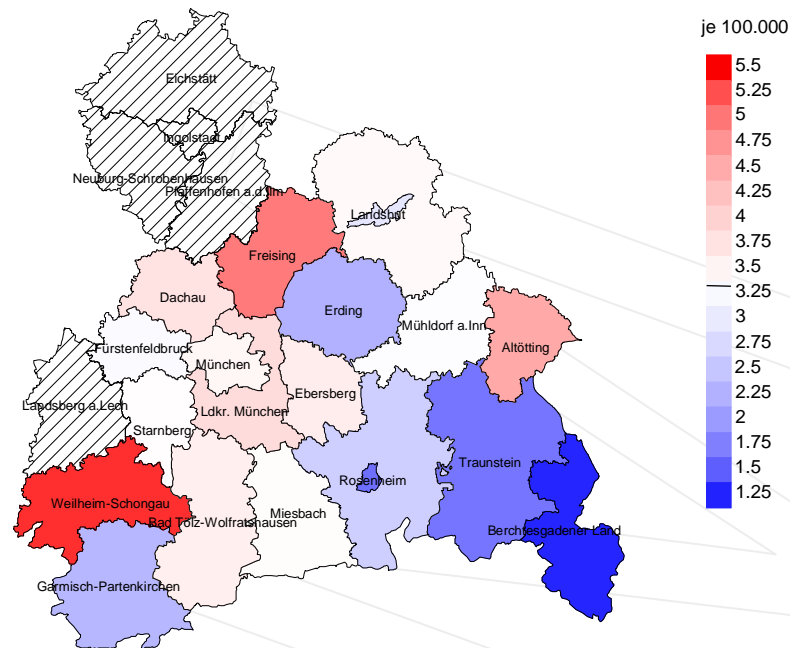 je 100.000
5.5
5.25
5
4.75
4.5
4.25
4
3.75
3.5
3.25
3
2.75
2.5
2.25
2
1.75
1.5
1.25
Eichstätt
Ingolstadt
Neuburg-Schrobenhausen
Pfaffenhofen a.d.Ilm
Landshut
Freising
Dachau
Erding
Mühldorf a.Inn
Altötting
Fürstenfeldbruck
München
Ebersberg
Landsberg a.Lech
Ldkr. München
Starnberg
Traunstein
Rosenheim
Weilheim-Schongau
Miesbach
Bad Tölz-Wolfratshausen
Berchtesgadener Land
Garmisch-Partenkirchen